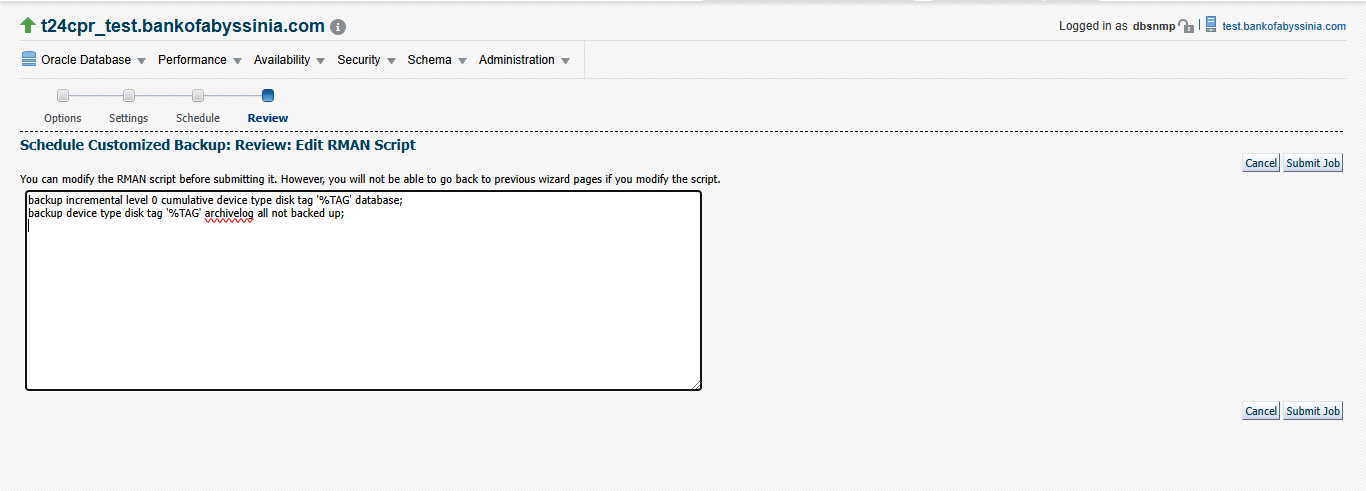 t24cpr_test.bankofabyssinia.com
Logged in as dbsnmp
test.bankofabyssinia.com
Oracle Database Performance Availability Security Schema Administration
Options Settings Schedule Review
Schedule Customized Backup: Review: Edit RMAN Script
Cancel Submit Job
You can modify the RMAN script before submitting it. However, you will not be able to go back to previous wizard pages if you modify the script.
backup incremental level 0 cumulative device type disk tag '%TAG' database;
backup device type disk tag '%TAG' archivelog all not backed up;
Cancel Submit Job